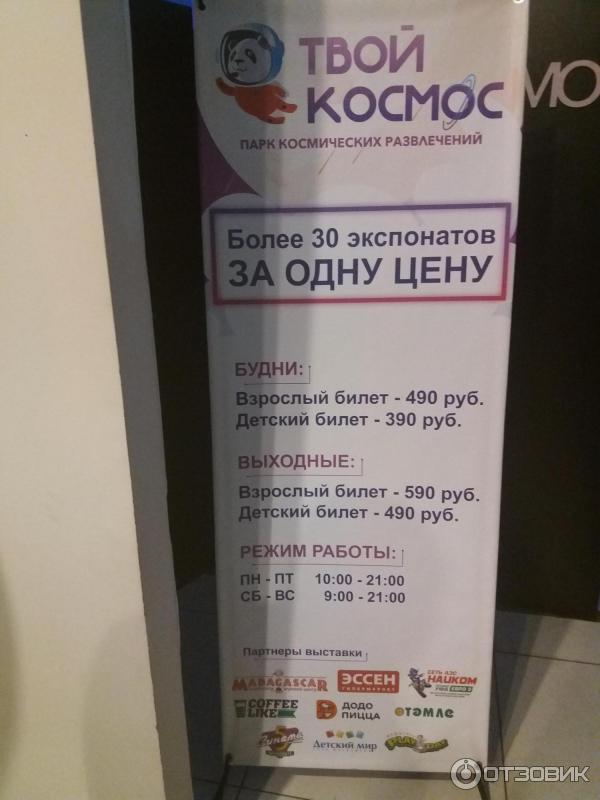 ТВОЙ
КОСМОС
МО
ПАРК КОСМИЧЕСКИХ РАЗВЛЕЧЕНИЙ
Более 30 экспонатов
ЗА ОДНУ ЦЕНУ
БУДНИ:
Взрослый билет - 490 руб.
Детский билет - 390 руб.
ВЫХОДНЫЕ:
Взрослый билет - 590 руб.
Детский билет - 490 руб.
РЕЖИМ РАБОТЫ:
ПН - ПТ 10:00 - 21:00
СБ - ВС 9:00 - 21:00
Партнеры выставки
MADAGASCAR
ЭССЕН
ГИПЕРМАРКЕТ
СЕТЬ АЗС
НАИКОМ
COFFEE
LIKE
ДОДО
ПИЦЦА
ОТЭМЛЕ
Синема
Детский мир
ОТЗОВИК